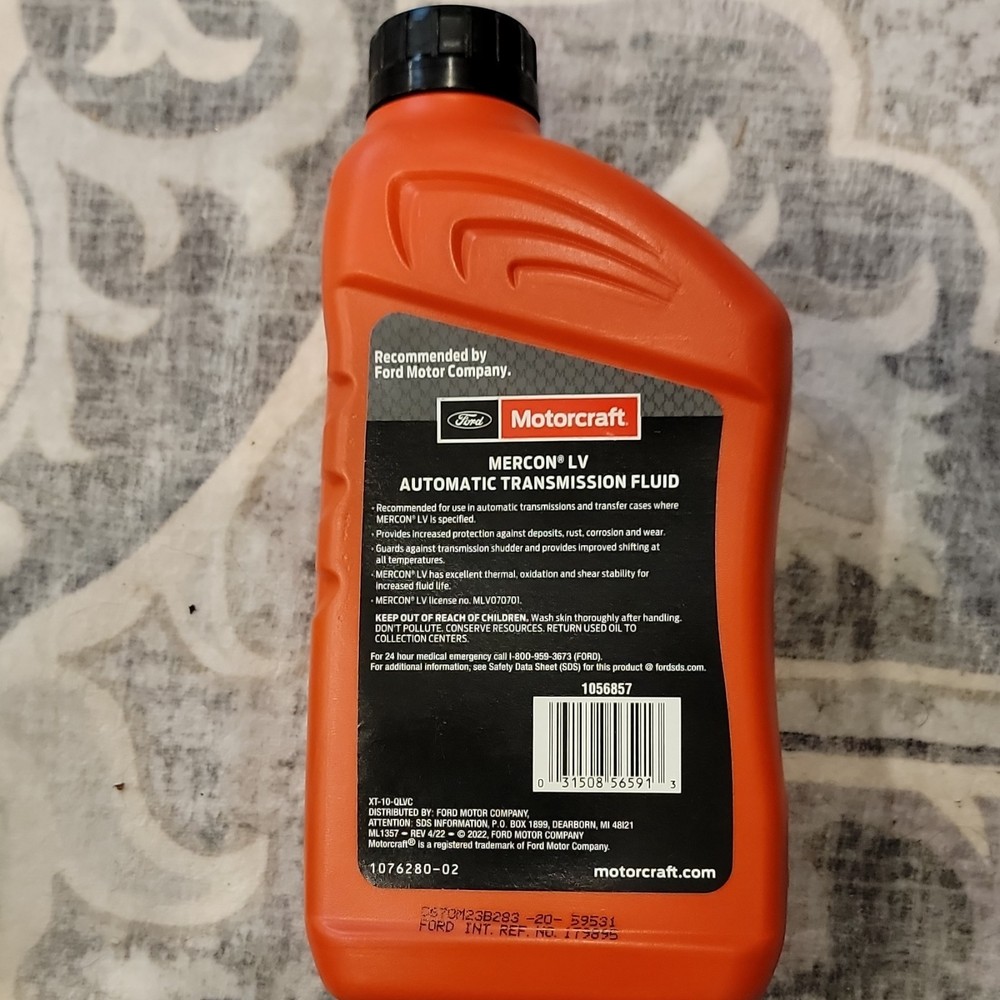 Recommended by
Ford Motor Company.
Ford Motorcraft
MERCON® LV
AUTOMATIC TRANSMISSION FLUID
· Recommended for use in automatic transmissions and transfer cases where
MERCON® LV is specified.
· Provides increased protection against deposits, rust, corrosion and wear.
· Guards against transmission shudder and provides improved shifting at
all temperatures.
· MERCON® LV has excellent thermal, oxidation and shear stability for
increased fluid life.
· MERCON® LV license no. MLV070701.
KEEP OUT OF REACH OF CHILDREN. Wash skin thoroughly after handling.
DON'T POLLUTE. CONSERVE RESOURCES. RETURN USED OIL TO
COLLECTION CENTERS.
For 24 hour medical emergency call 1-800-959-3673 (FORD).
For additional information, see Safety Data Sheet (SDS) for this product @ fordsds.com.
1056857
0 31508 56591 3
XT-10-QLVC
DISTRIBUTED BY: FORD MOTOR COMPANY,
ATTENTION: SDS INFORMATION, P.O. BOX 1899, DEARBORN, MI 48121
ML1357 – REV 4/22 – © 2022, FORD MOTOR COMPANY
Motorcraft® is a registered trademark of Ford Motor Company.
1076280-02
motorcraft.com
-20- 59531
FORD INT. REF. NO. 179895